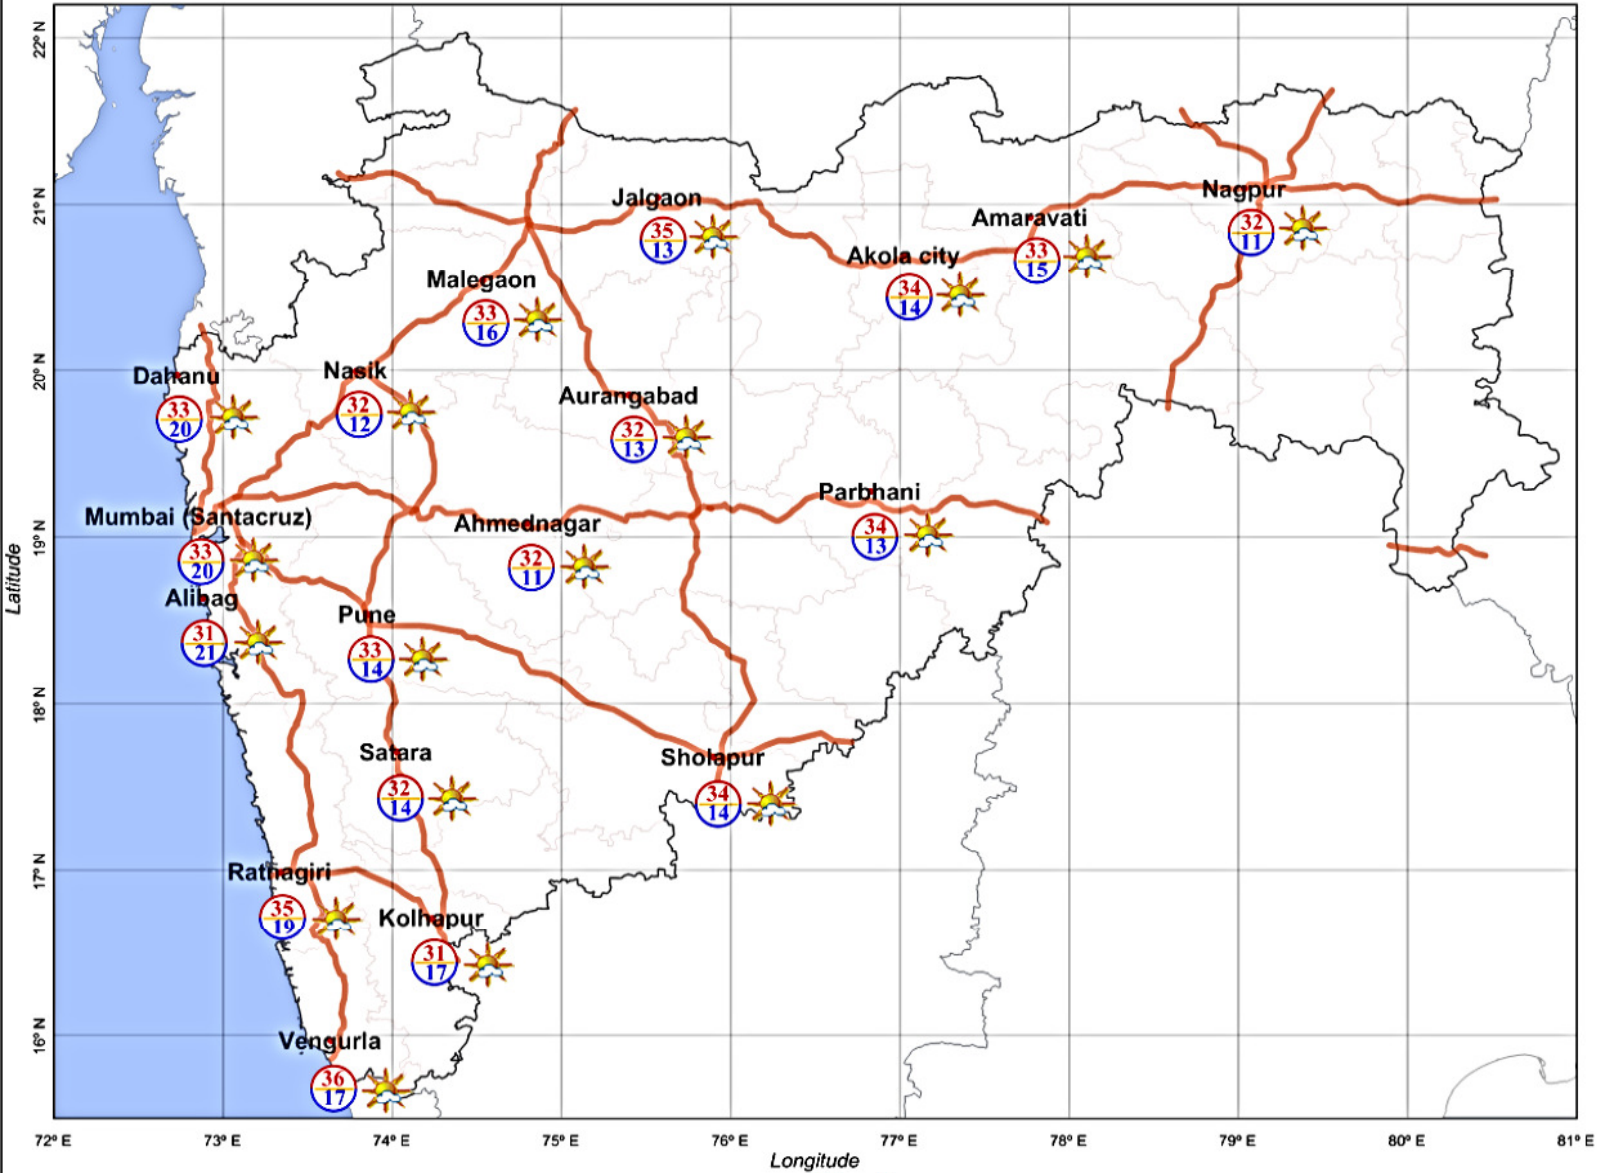 22° N
21° N
20° N
19° N
18° N
17° N
16° N
Latitude
Jalgaon
35
13
Nagpur
32
11
Amaravati
33
15
Akola city
34
14
Malegaon
33
16
Dahanu
33
20
Nasik
32
12
Aurangabad
32
13
Parbhani
34
13
Mumbai (Santacruz)
33
20
Ahmednagar
32
11
Alibag
31
21
Pune
33
14
Satara
32
14
Sholapur
34
14
Ratnagiri
35
19
Kolhapur
31
17
Vengurla
36
17
72° E
73° E
74° E
75° E
76° E
77° E
78° E
79° E
80° E
81° E
Longitude